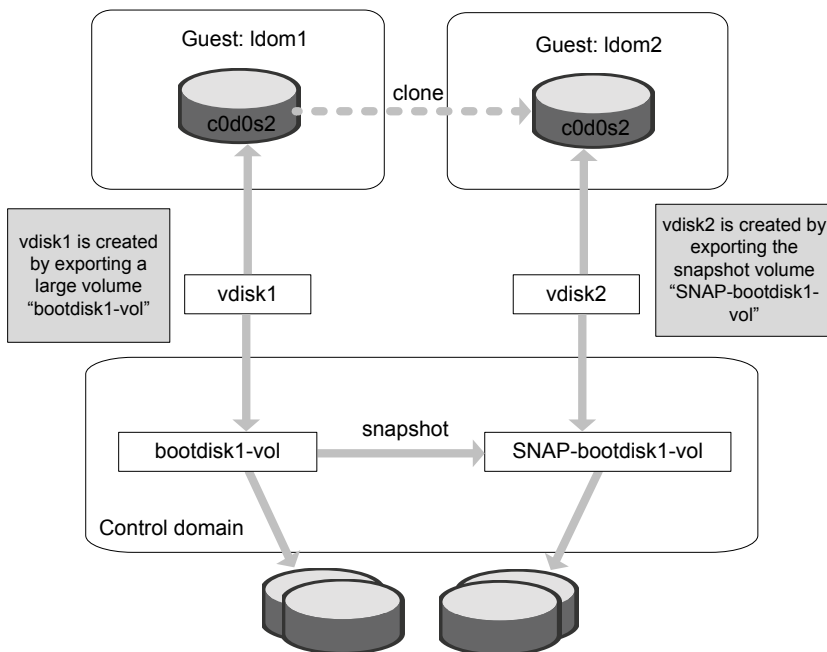 Guest: ldom1
Guest: ldom2
clone
c0d0s2
c0d0s2
vdisk1 is created
by exporting a
large volume
“bootdisk1-vol”
vdisk2 is created by
exporting the
snapshot volume
“SNAP-bootdisk1-
vol”
vdisk1
vdisk2
snapshot
bootdisk1-vol
SNAP-bootdisk1-vol
Control domain